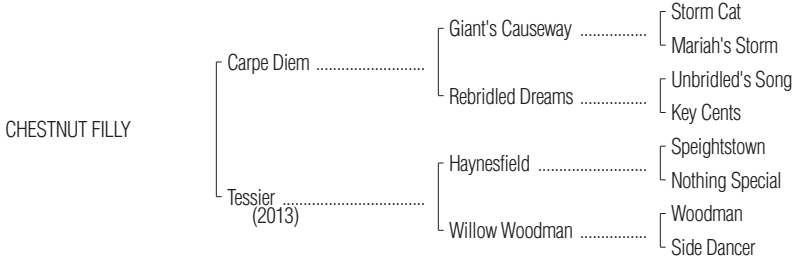 Storm Cat
Giant's Causeway ................
Mariah's Storm
Carpe Diem ..........................
Unbridled's Song
Rebridled Dreams ................
Key Cents
CHESTNUT FILLY
Speightstown
Haynesfield ..........................
Nothing Special
Tessier ..................................
(2013)
Woodman
Willow Woodman ................
Side Dancer